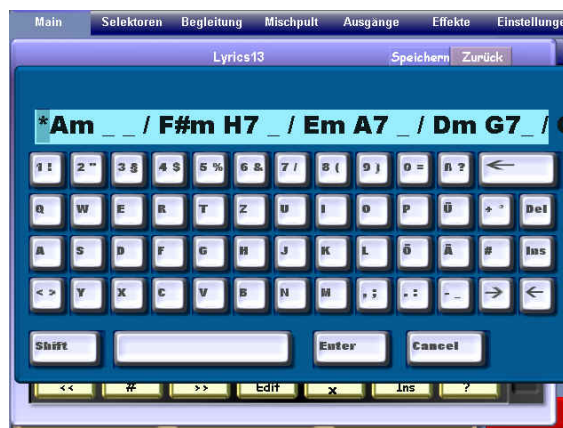 Main Selektoren Begleitung Mischpult Ausgänge Effekte Einstellunge
Lyrics13 Speichern Zurück
*Am _ _ / F#m H7 _ / Em A7 _ / Dm G7_ /
1 ! 2 " 3 § 4 $ 5 % 6 & 7 / 8 ( 9 ) 0 = ß ? ←
Q W E R T Z U I O P Ü + * Del
A S D F G H J K L Ö Ä # Ins
< > Y X C V B N M , ; . : - _ → ←
Shift Enter Cancel
<< # >> Edit x Ins ?